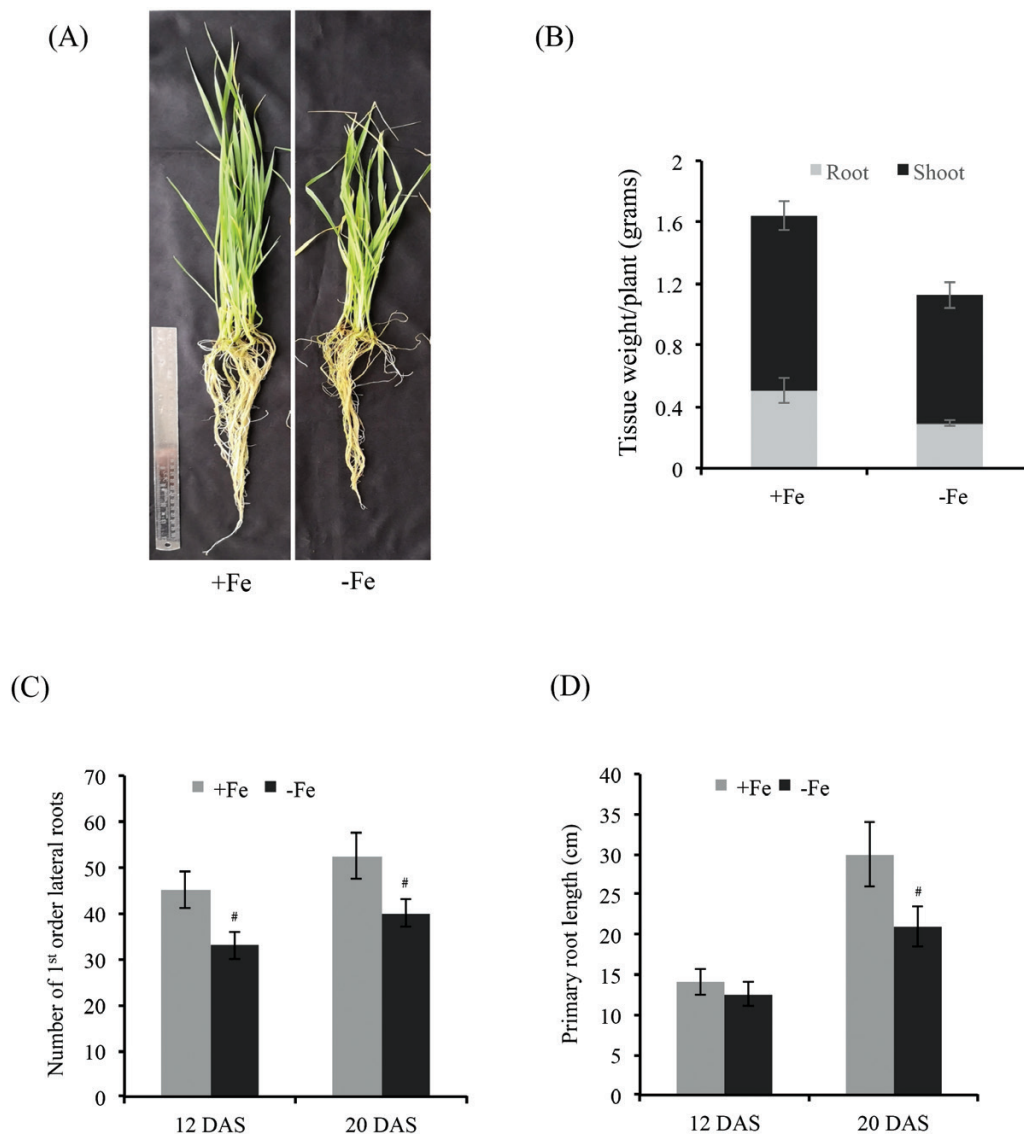 (A)
+Fe
-Fe
(B)
Tissue weight/plant (grams)
2
1.6
1.2
0.8
0.4
0
Root
Shoot
+Fe
-Fe
(C)
Number of 1st order lateral roots
70
60
50
40
30
20
10
0
+Fe
-Fe
#
#
12 DAS
20 DAS
(D)
Primary root length (cm)
40
35
30
25
20
15
10
5
0
+Fe
-Fe
#
12 DAS
20 DAS